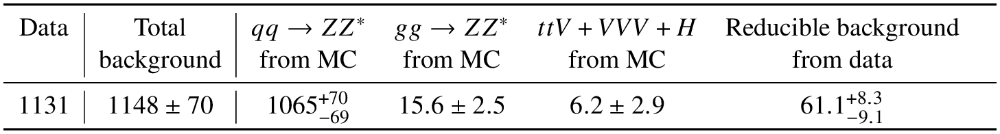 Data Total qq → ZZ* gg → ZZ* ttV + VVV + H Reducible background
background from MC from MC from MC from data
1131 1148 ± 70 1065 +70 −69 15.6 ± 2.5 6.2 ± 2.9 61.1 +8.3 −9.1